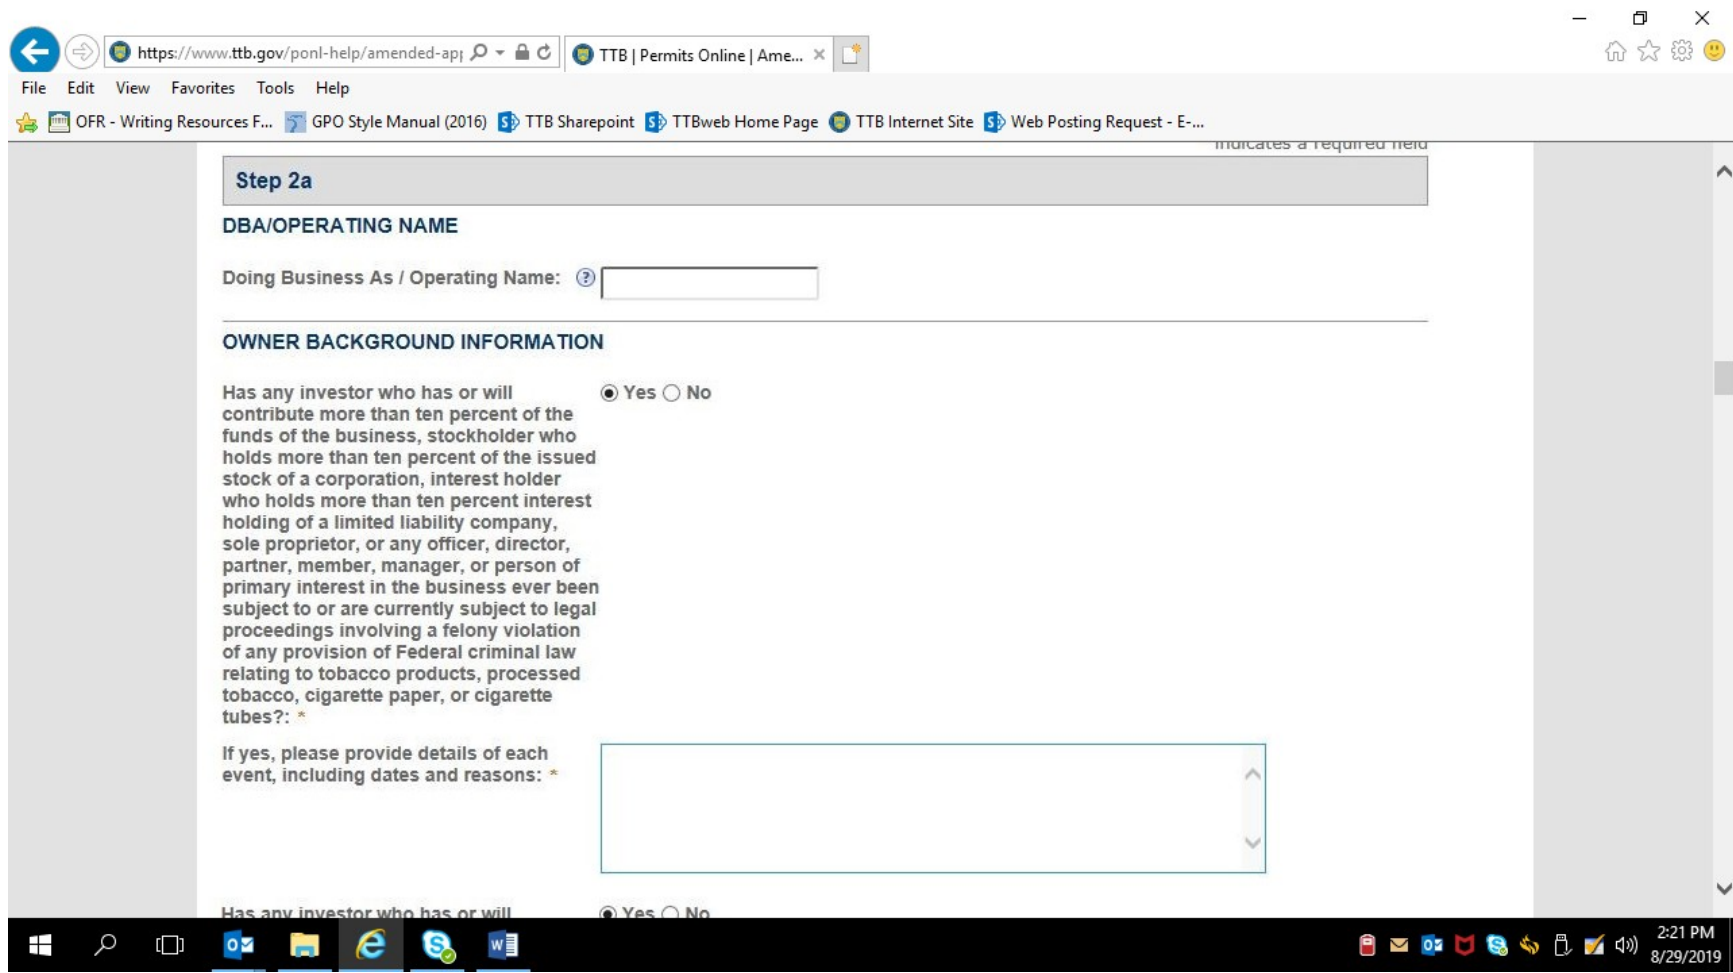 https://www.ttb.gov/ponl-help/amended-app
TTB | Permits Online | Ame...
File Edit View Favorites Tools Help
OFR - Writing Resources F... GPO Style Manual (2016) TTB Sharepoint TTBweb Home Page TTB Internet Site Web Posting Request - E-...
indicates a required field
Step 2a
DBA/OPERATING NAME
Doing Business As / Operating Name: ?
OWNER BACKGROUND INFORMATION
Has any investor who has or will Yes No
contribute more than ten percent of the
funds of the business, stockholder who
holds more than ten percent of the issued
stock of a corporation, interest holder
who holds more than ten percent interest
holding of a limited liability company,
sole proprietor, or any officer, director,
partner, member, manager, or person of
primary interest in the business ever been
subject to or are currently subject to legal
proceedings involving a felony violation
of any provision of Federal criminal law
relating to tobacco products, processed
tobacco, cigarette paper, or cigarette
tubes?: *
If yes, please provide details of each
event, including dates and reasons: *
Has any investor who has or will Yes No
2:21 PM
8/29/2019